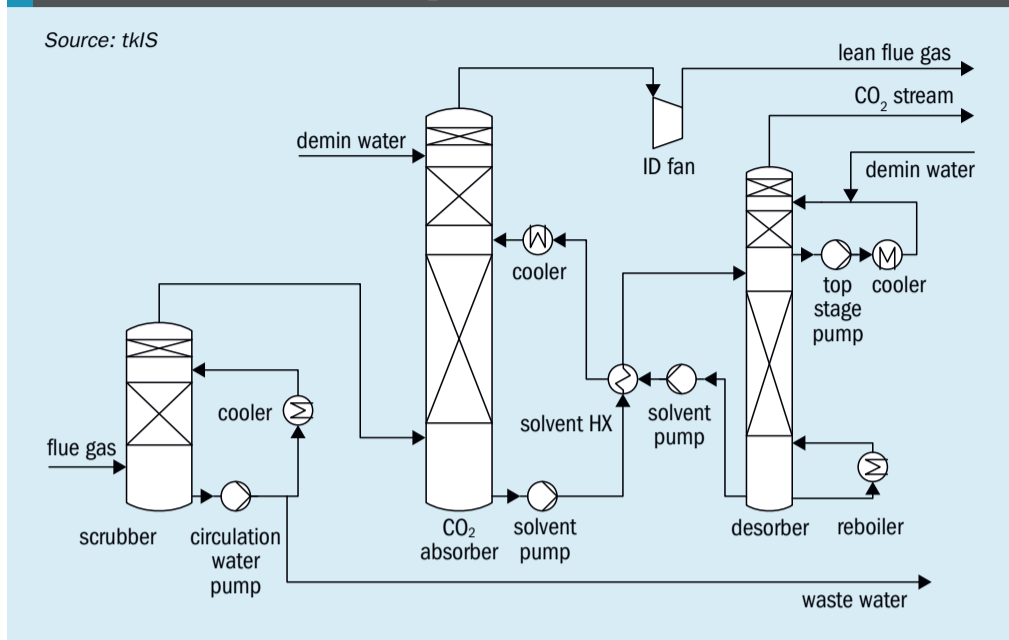 Source: tkIS
lean flue gas
CO₂ stream
demin water
ID fan
demin water
cooler
top
stage
pump
cooler
cooler
solvent HX
solvent
pump
flue gas
scrubber
circulation
water
pump
CO₂
absorber
solvent
pump
desorber
reboiler
waste water